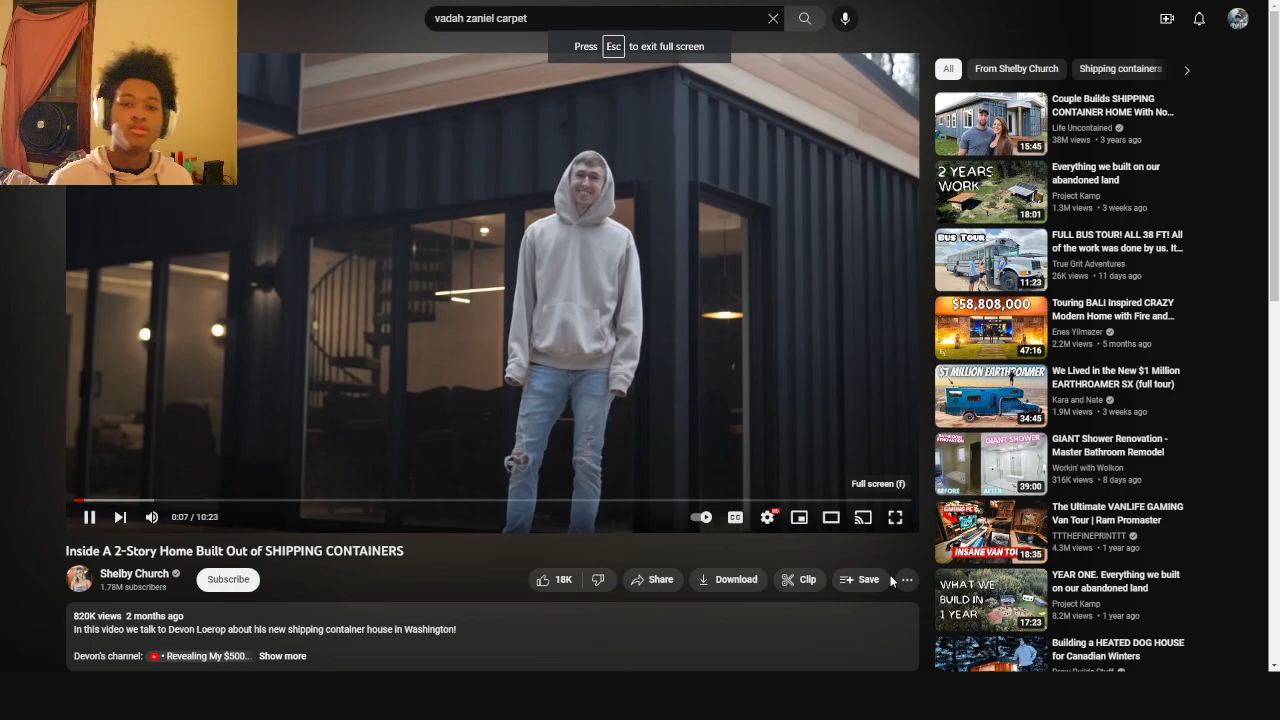 vadah zaniel carpet
Press Esc to exit full screen
Full screen (f)
0:07 / 10:23
Inside A 2-Story Home Built Out of SHIPPING CONTAINERS
Shelby Church
1.78M subscribers
Subscribe
18K
Share
Download
Clip
Save
820K views 2 months ago
In this video we talk to Devon Loerop about his new shipping container house in Washington!
Devon's channel: • Revealing My $500... Show more
All
From Shelby Church
Shipping containers
15:45
Couple Builds SHIPPING
CONTAINER HOME With No...
Life Uncontained
38M views • 3 years ago
2 YEARS
WORK
18:01
Everything we built on our
abandoned land
Project Kamp
1.3M views • 3 weeks ago
BUS TOUR
11:23
FULL BUS TOUR! ALL 38 FT! All
of the work was done by us. It...
True Grit Adventures
26K views • 11 days ago
$58,808,000
47:16
Touring BALI Inspired CRAZY
Modern Home with Fire and...
Enes Yilmazer
2.2M views • 5 months ago
$1 MILLION EARTHROAMER
34:45
We Lived in the New $1 Million
EARTHROAMER SX (full tour)
Kara and Nate
1.9M views • 3 weeks ago
BATHROOM
RENOVATION
GIANT SHOWER
BEFORE
AFTER
39:00
GIANT Shower Renovation -
Master Bathroom Remodel
Workin' with Wolkon
316K views • 8 days ago
GAMING PC
INSANE VAN TOU
18:35
The Ultimate VANLIFE GAMING
Van Tour | Ram Promaster
TTTHEFINEPRINTTT
4.3M views • 1 year ago
WHAT WE
BUILD IN
1 YEAR
17:23
YEAR ONE. Everything we built
on our abandoned land
Project Kamp
8.2M views • 1 year ago
Building a HEATED DOG HOUSE
for Canadian Winters